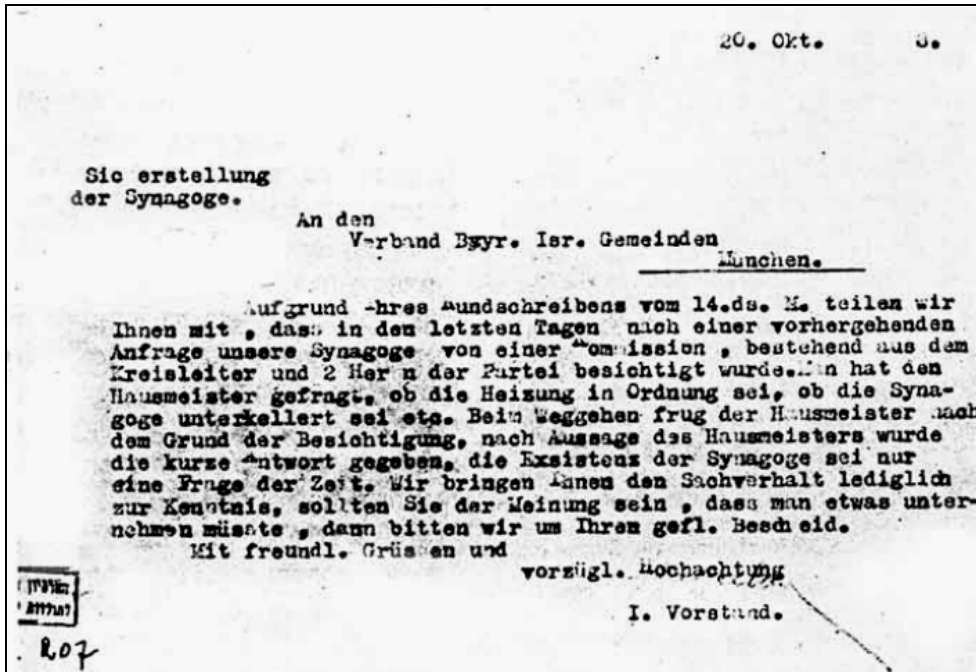 20. Okt. 8.
Sic erstellung
der Synagoge.
An den
Verband Bayr. Isr. Gemeinden
München.
Aufgrund Ihres Rundschreibens vom 14.ds. M. teilen wir
Ihnen mit , dass in den letzten Tagen nach einer vorhergehenden
Anfrage unsere Synagoge von einer Kommission , bestehend aus dem
Kreisleiter und 2 Her n der Partei besichtigt wurde.Man hat den
Hausmeister gefragt, ob die Heizung in Ordnung sei, ob die Syna-
goge unterkellert sei etc. Beim Weggehen frug der Hausmeister nach
dem Grund der Besichtigung, nach Aussage des Hausmeisters wurde
die kurze Antwort gegeben, die Exsistenz der Synagoge sei nur
eine Frage der Zeit. Wir bringen Ihnen den Sachverhalt lediglich
zur Kenntnis, sollten Sie der Meinung sein , dass man etwas unter-
nehmen müsste , dann bitten wir um Ihren gefl. Besch eid.
Mit freundl. Grüssen und
vorzügl. Hochachtung
I. Vorstand.
207